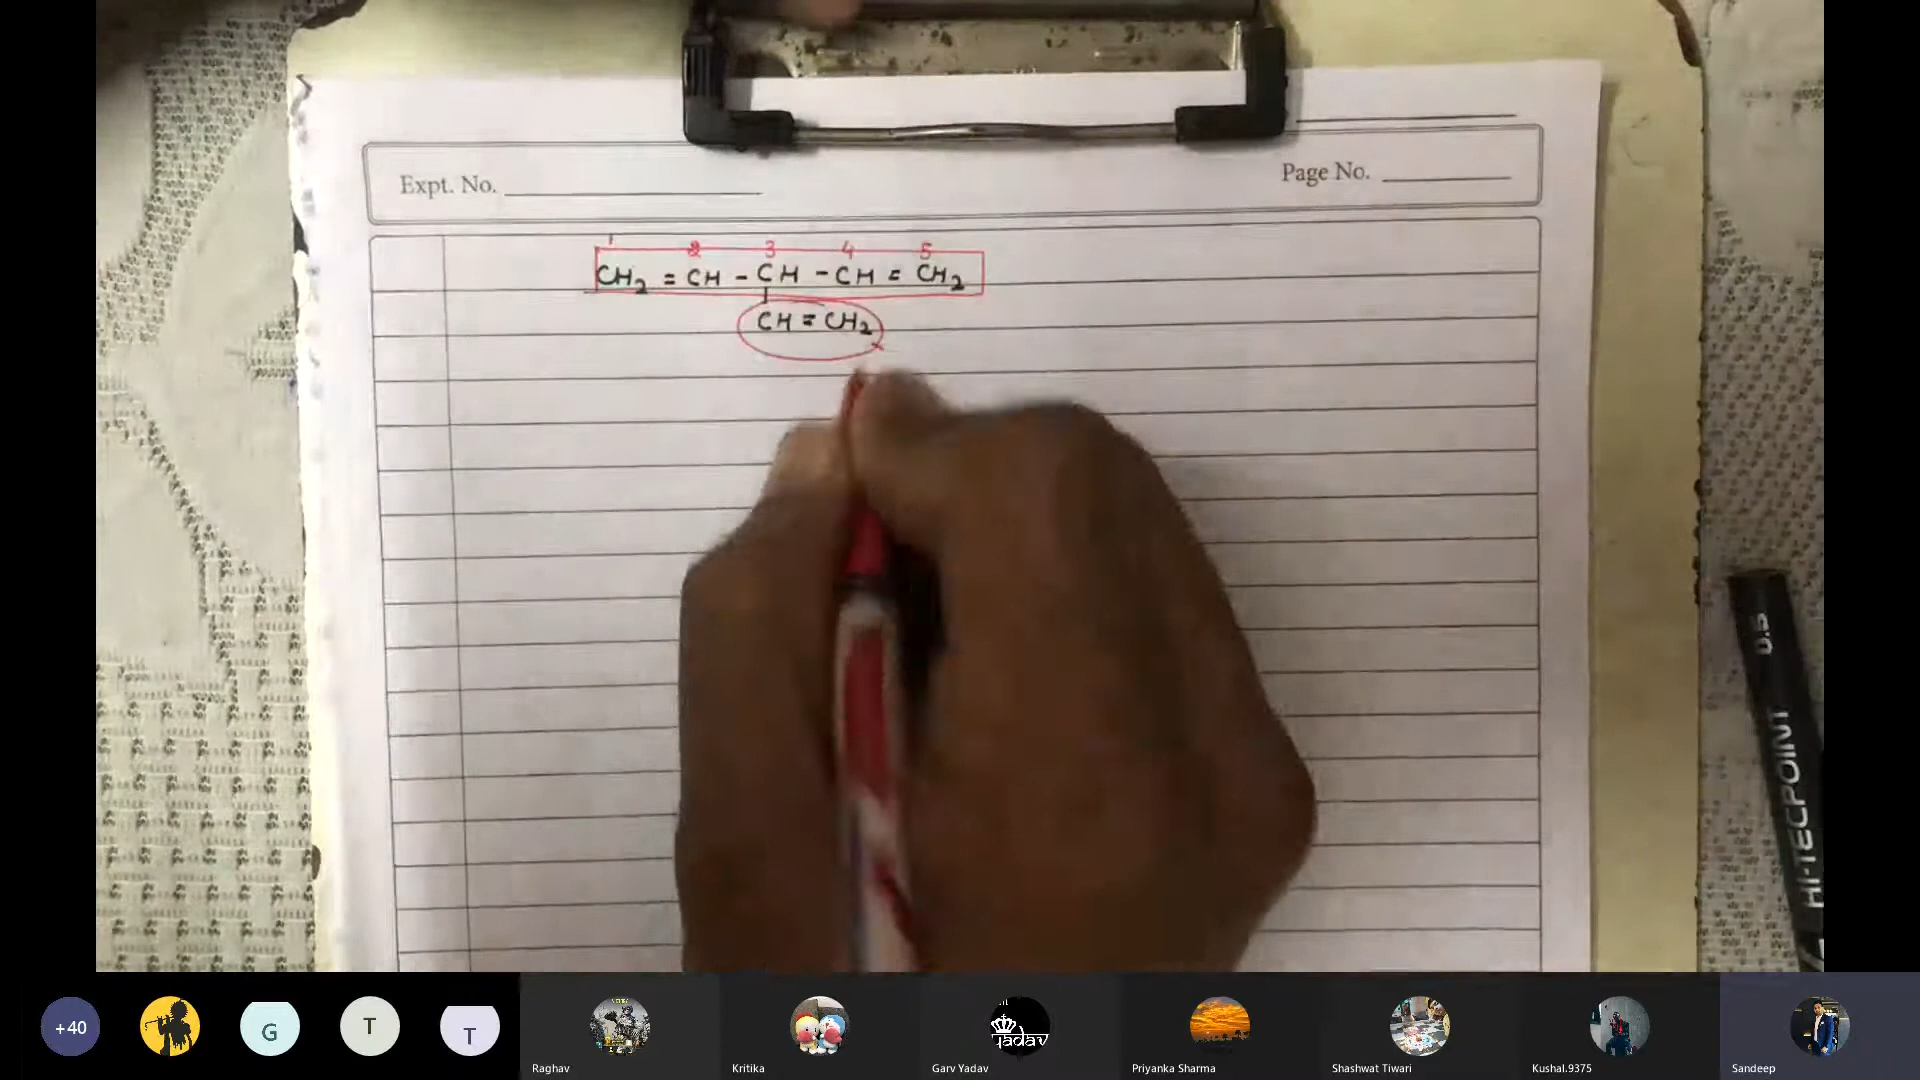 Expt. No.
Page No.
1 2 3 4 5
CH2 = CH - CH - CH = CH2
CH = CH2
0.5
HI-TECPOINT
+40
G
T
T
Yadav
Raghav
Kritika
Garv Yadav
Priyanka Sharma
Shashwat Tiwari
Kushal.9375
Sandeep